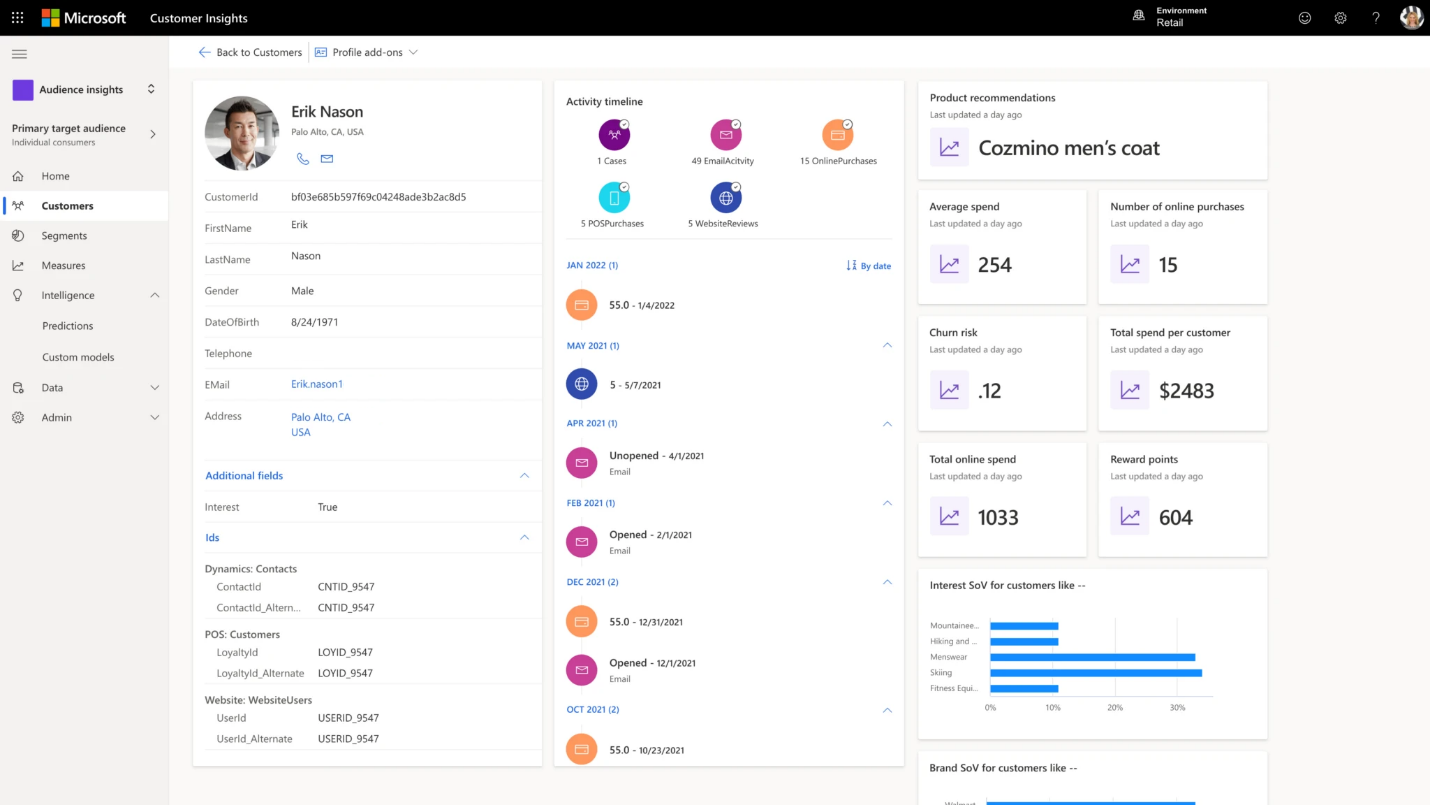 Microsoft
Customer Insights
Environment
Retail
?
Back to Customers
Profile add-ons
Audience insights
Primary target audience
Individual consumers
Home
Customers
Segments
Measures
Intelligence
Predictions
Custom models
Data
Admin
Erik Nason
Palo Alto, CA, USA
CustomerId bf03e685b597f69c04248ade3b2ac8d5
FirstName Erik
LastName Nason
Gender Male
DateOfBirth 8/24/1971
Telephone
EMail Erik.nason1
Address Palo Alto, CA
USA
Additional fields
Interest True
Ids
Dynamics: Contacts
ContactId CNTID_9547
ContactId_Altern... CNTID_9547
POS: Customers
LoyaltyId LOYID_9547
LoyaltyId_Alternate LOYID_9547
Website: WebsiteUsers
UserId USERID_9547
UserId_Alternate USERID_9547
Activity timeline
1 Cases
49 EmailAcitivity
15 OnlinePurchases
5 POSPurchases
5 WebsiteReviews
JAN 2022 (1) By date
55.0 - 1/4/2022
MAY 2021 (1)
5 - 5/7/2021
APR 2021 (1)
Unopened - 4/1/2021
Email
FEB 2021 (1)
Opened - 2/1/2021
Email
DEC 2021 (2)
55.0 - 12/31/2021
Opened - 12/1/2021
Email
OCT 2021 (2)
55.0 - 10/23/2021
Product recommendations
Last updated a day ago
Cozmino men's coat
Average spend
Last updated a day ago
254
Number of online purchases
Last updated a day ago
15
Churn risk
Last updated a day ago
.12
Total spend per customer
Last updated a day ago
$2483
Total online spend
Last updated a day ago
1033
Reward points
Last updated a day ago
604
Interest SoV for customers like --
Mountainee...
Hiking and ...
Menswear
Skiing
Fitness Equi...
0% 10% 20% 30%
Brand SoV for customers like --